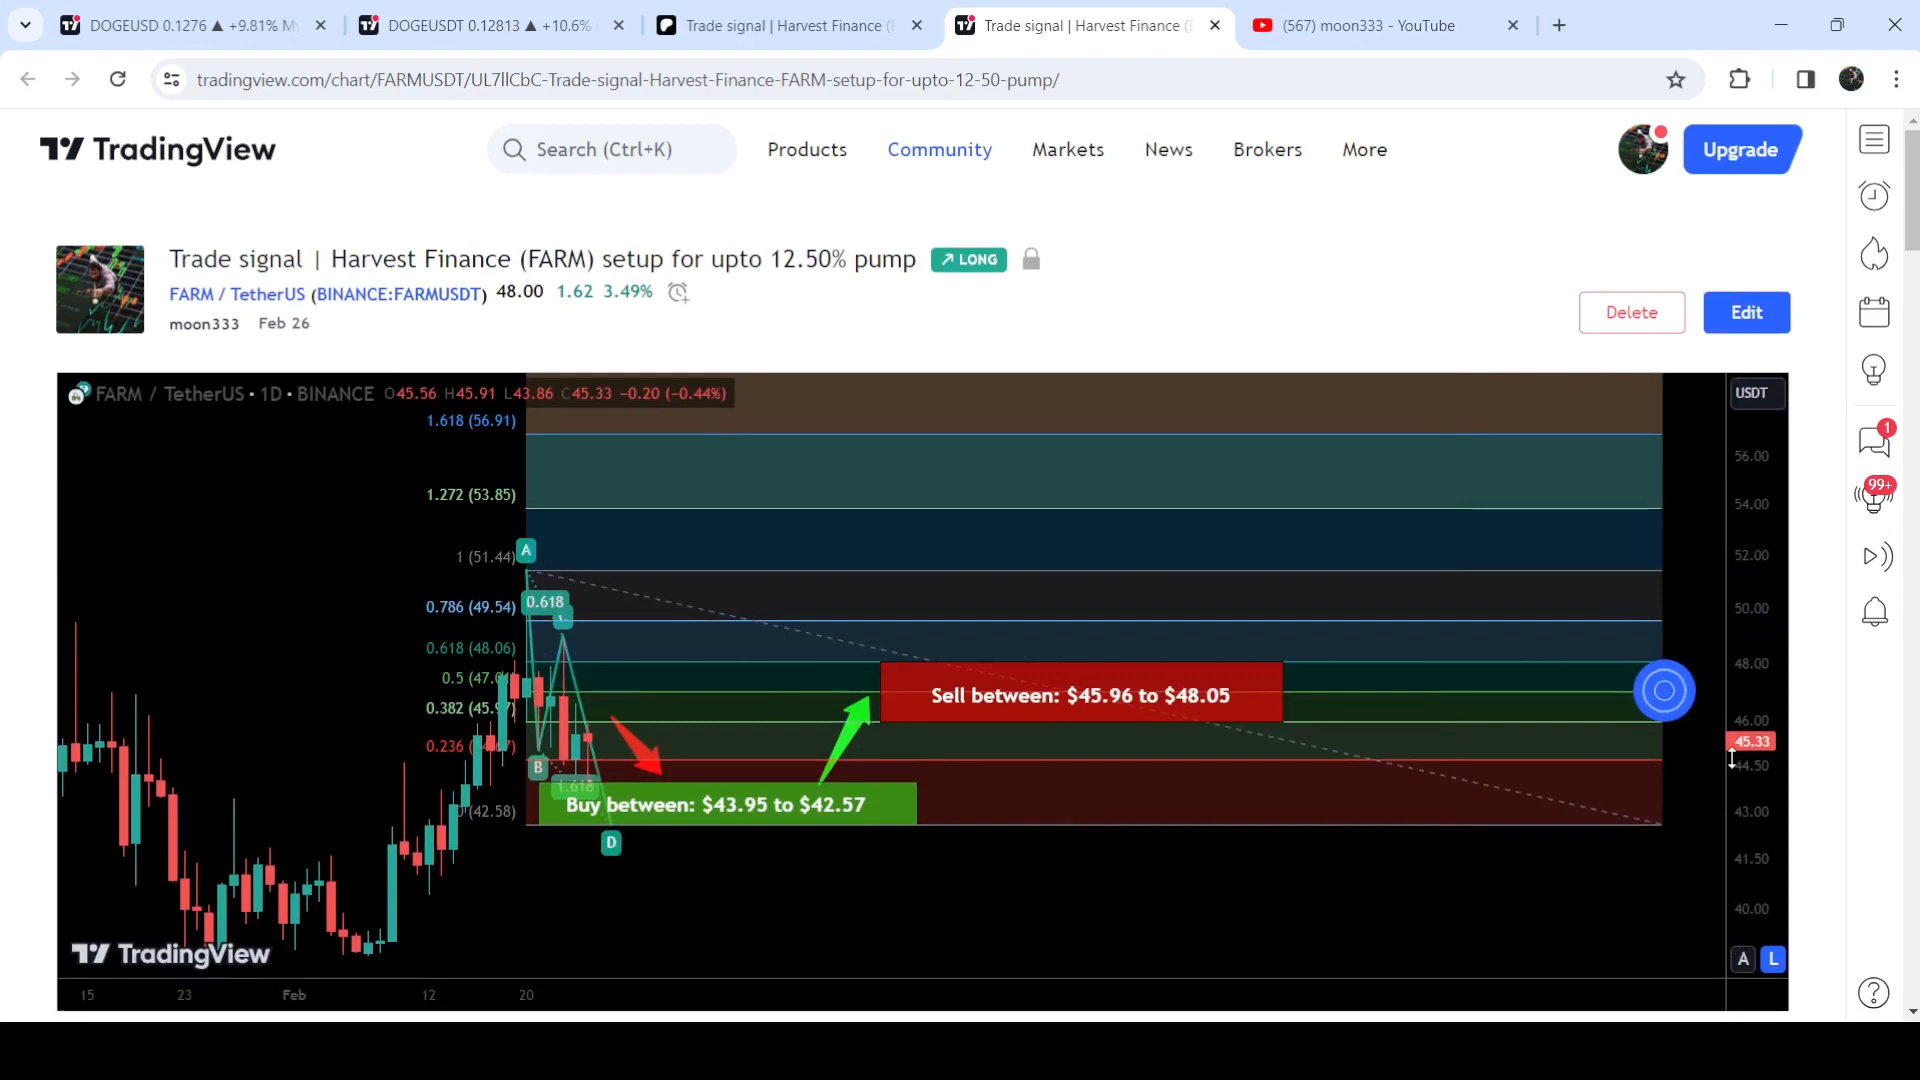 DOGEUSD 0.1276 ▲ +9.81%
DOGEUSDT 0.12813 ▲ +10.6%
Trade signal | Harvest Finance (
Trade signal | Harvest Finance (
(567) moon333 - YouTube
tradingview.com/chart/FARMUSDT/UL7llCbC-Trade-signal-Harvest-Finance-FARM-setup-for-upto-12-50-pump/
TradingView
Search (Ctrl+K)
Products
Community
Markets
News
Brokers
More
Upgrade
Trade signal | Harvest Finance (FARM) setup for upto 12.50% pump
LONG
FARM / TetherUS (BINANCE:FARMUSDT) 48.00 1.62 3.49%
moon333 Feb 26
Delete
Edit
FARM / TetherUS • 1D • BINANCE O45.56 H45.91 L43.86 C45.33 −0.20 (−0.44%)
USDT
1.618 (56.91)
56.00
1.272 (53.85)
54.00
1 (51.44)
A
52.00
0.786 (49.54)
0.618
50.00
0.618 (48.06)
48.00
0.5
Sell between: $45.96 to $48.05
0.382 (45.97)
46.00
0.236
45.33
44.50
B
1.618
Buy between: $43.95 to $42.57
(42.58)
43.00
D
41.50
40.00
TradingView
A
L
15
23
Feb
12
20
1
99+